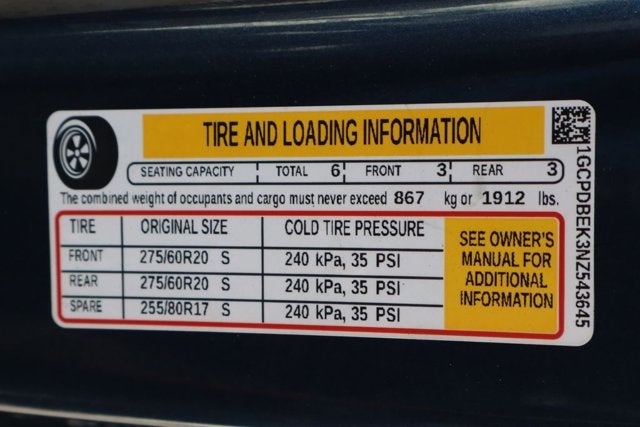 TIRE AND LOADING INFORMATION
SEATING CAPACITY TOTAL 6 FRONT 3 REAR 3
The combined weight of occupants and cargo must never exceed 867 kg or 1912 lbs.
TIRE ORIGINAL SIZE COLD TIRE PRESSURE
FRONT 275/60R20 S 240 kPa, 35 PSI
REAR 275/60R20 S 240 kPa, 35 PSI
SPARE 255/80R17 S 240 kPa, 35 PSI
SEE OWNER'S
MANUAL FOR
ADDITIONAL
INFORMATION
1GCPDBEK3NZ543645